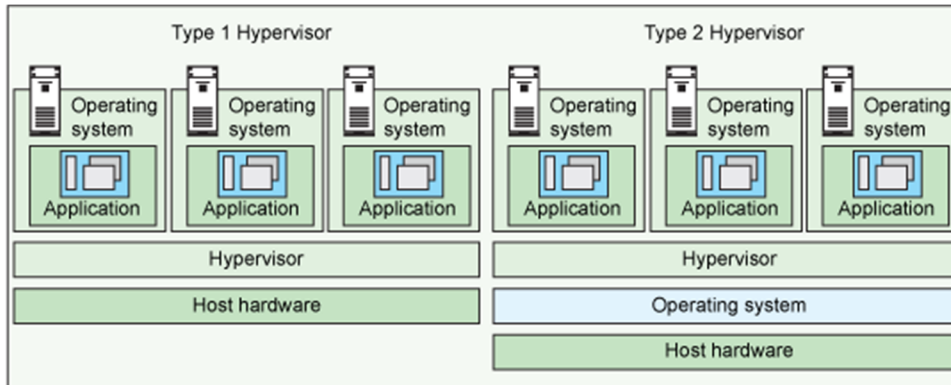 Type 1 Hypervisor
Operating
system
Application
Operating
system
Application
Operating
system
Application
Hypervisor
Host hardware
Type 2 Hypervisor
Operating
system
Application
Operating
system
Application
Operating
system
Application
Hypervisor
Operating system
Host hardware